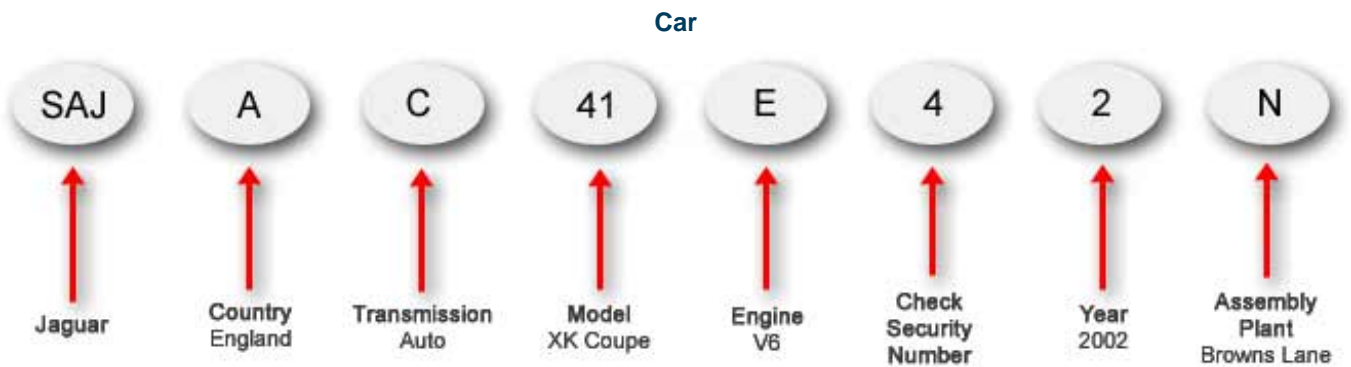 Car
SAJ A C 41 E 4 2 N
Jaguar
Country
England
Transmission
Auto
Model
XK Coupe
Engine
V6
Check
Security
Number
Year
2002
Assembly
Plant
Browns Lane